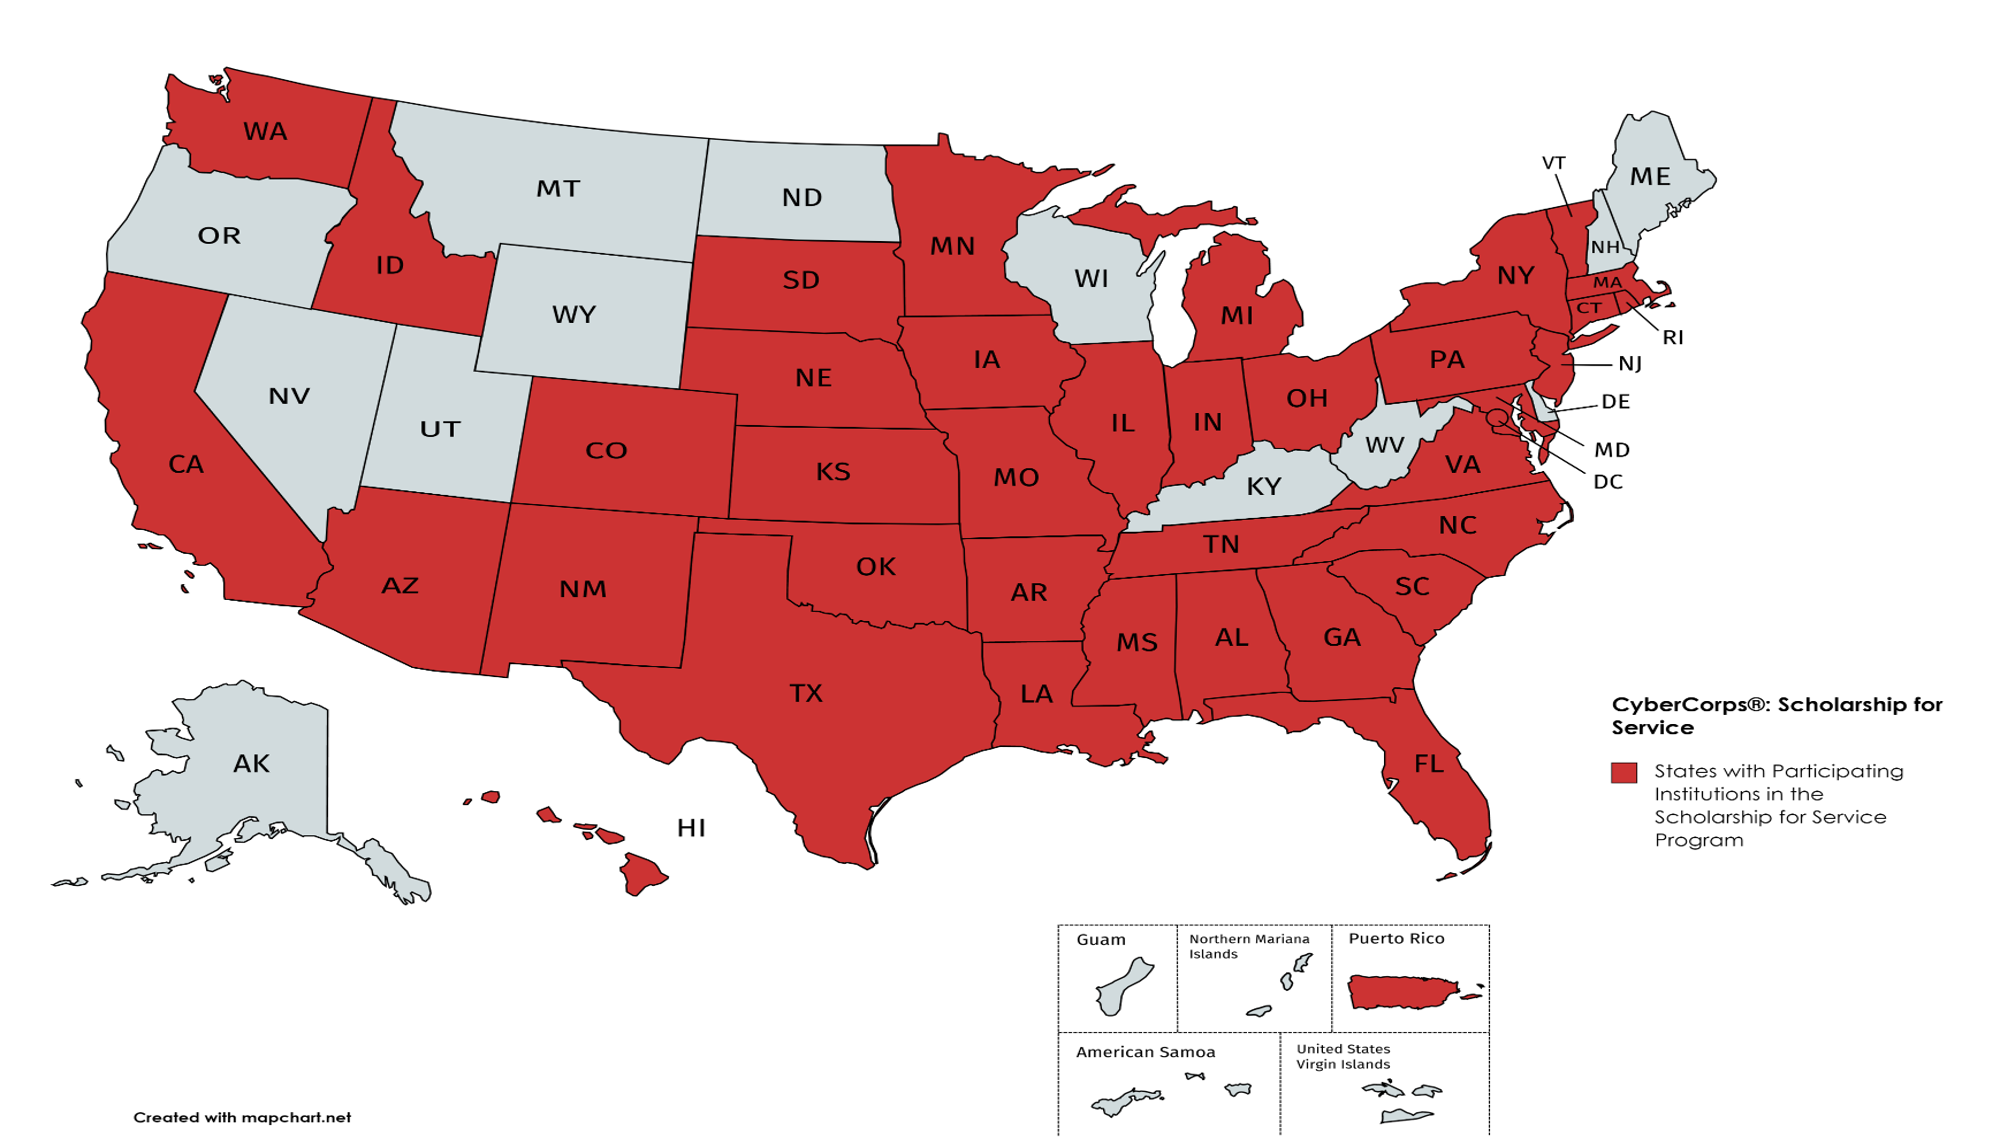 WA
VT
ME
MT
ND
OR
MN
NH
ID
SD
WI
NY
MA
WY
CT
MI
RI
IA
PA
NJ
NE
NV
OH
DE
UT
IL
IN
CO
WV
MD
CA
KS
MO
KY
VA
DC
NC
TN
OK
AZ
NM
AR
SC
MS
AL
GA
TX
LA
CyberCorps®: Scholarship for
Service
AK
FL
States with Participating
Institutions in the
Scholarship for Service
Program
HI
Guam
Northern Mariana
Islands
Puerto Rico
American Samoa
United States
Virgin Islands
Created with mapchart.net